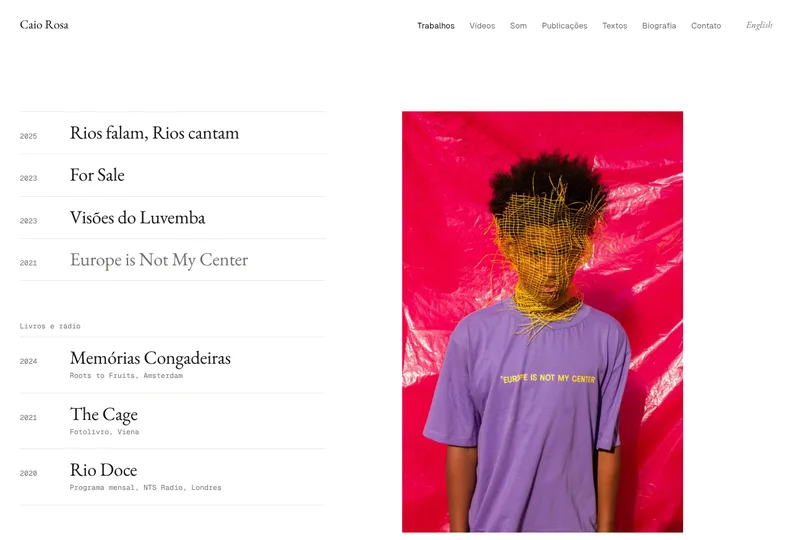 Caio Rosa
Trabalhos Vídeos Som Publicações Textos Biografia Contato English
2025 Rios falam, Rios cantam
2023 For Sale
2023 Visões do Luvemba
2021 Europe is Not My Center
Livros e rádio
2024 Memórias Congadeiras
Roots to Fruits, Amsterdam
2021 The Cage
Fotolivro, Viena
2020 Rio Doce
Programa mensal, NTS Radio, Londres
"EUROPE IS NOT MY CENTER"